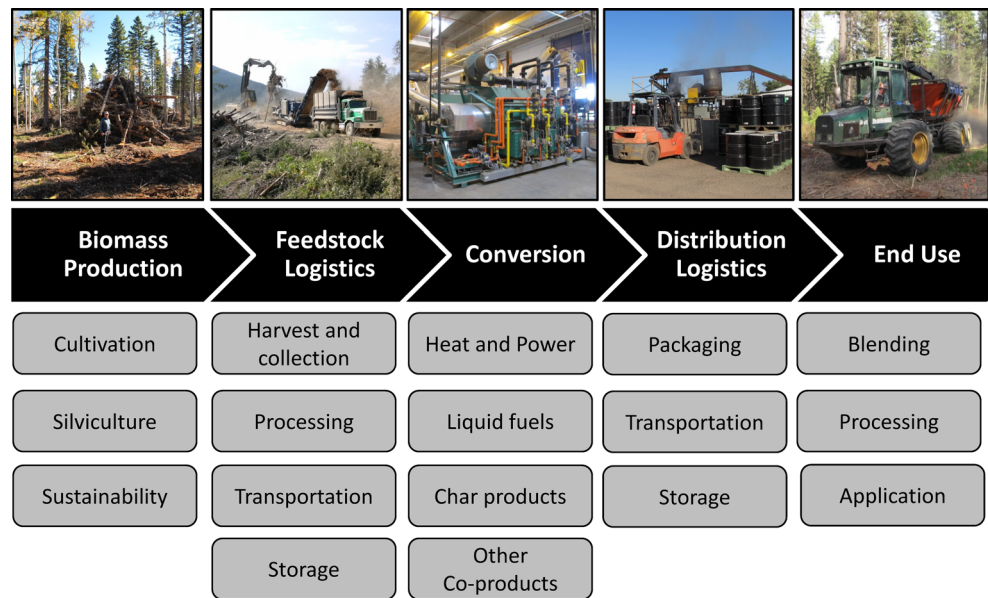 Biomass
Production
Feedstock
Logistics
Conversion
Distribution
Logistics
End Use
Cultivation
Harvest and
collection
Heat and Power
Packaging
Blending
Silviculture
Processing
Liquid fuels
Transportation
Processing
Sustainability
Transportation
Char products
Storage
Application
Storage
Other
Co-products